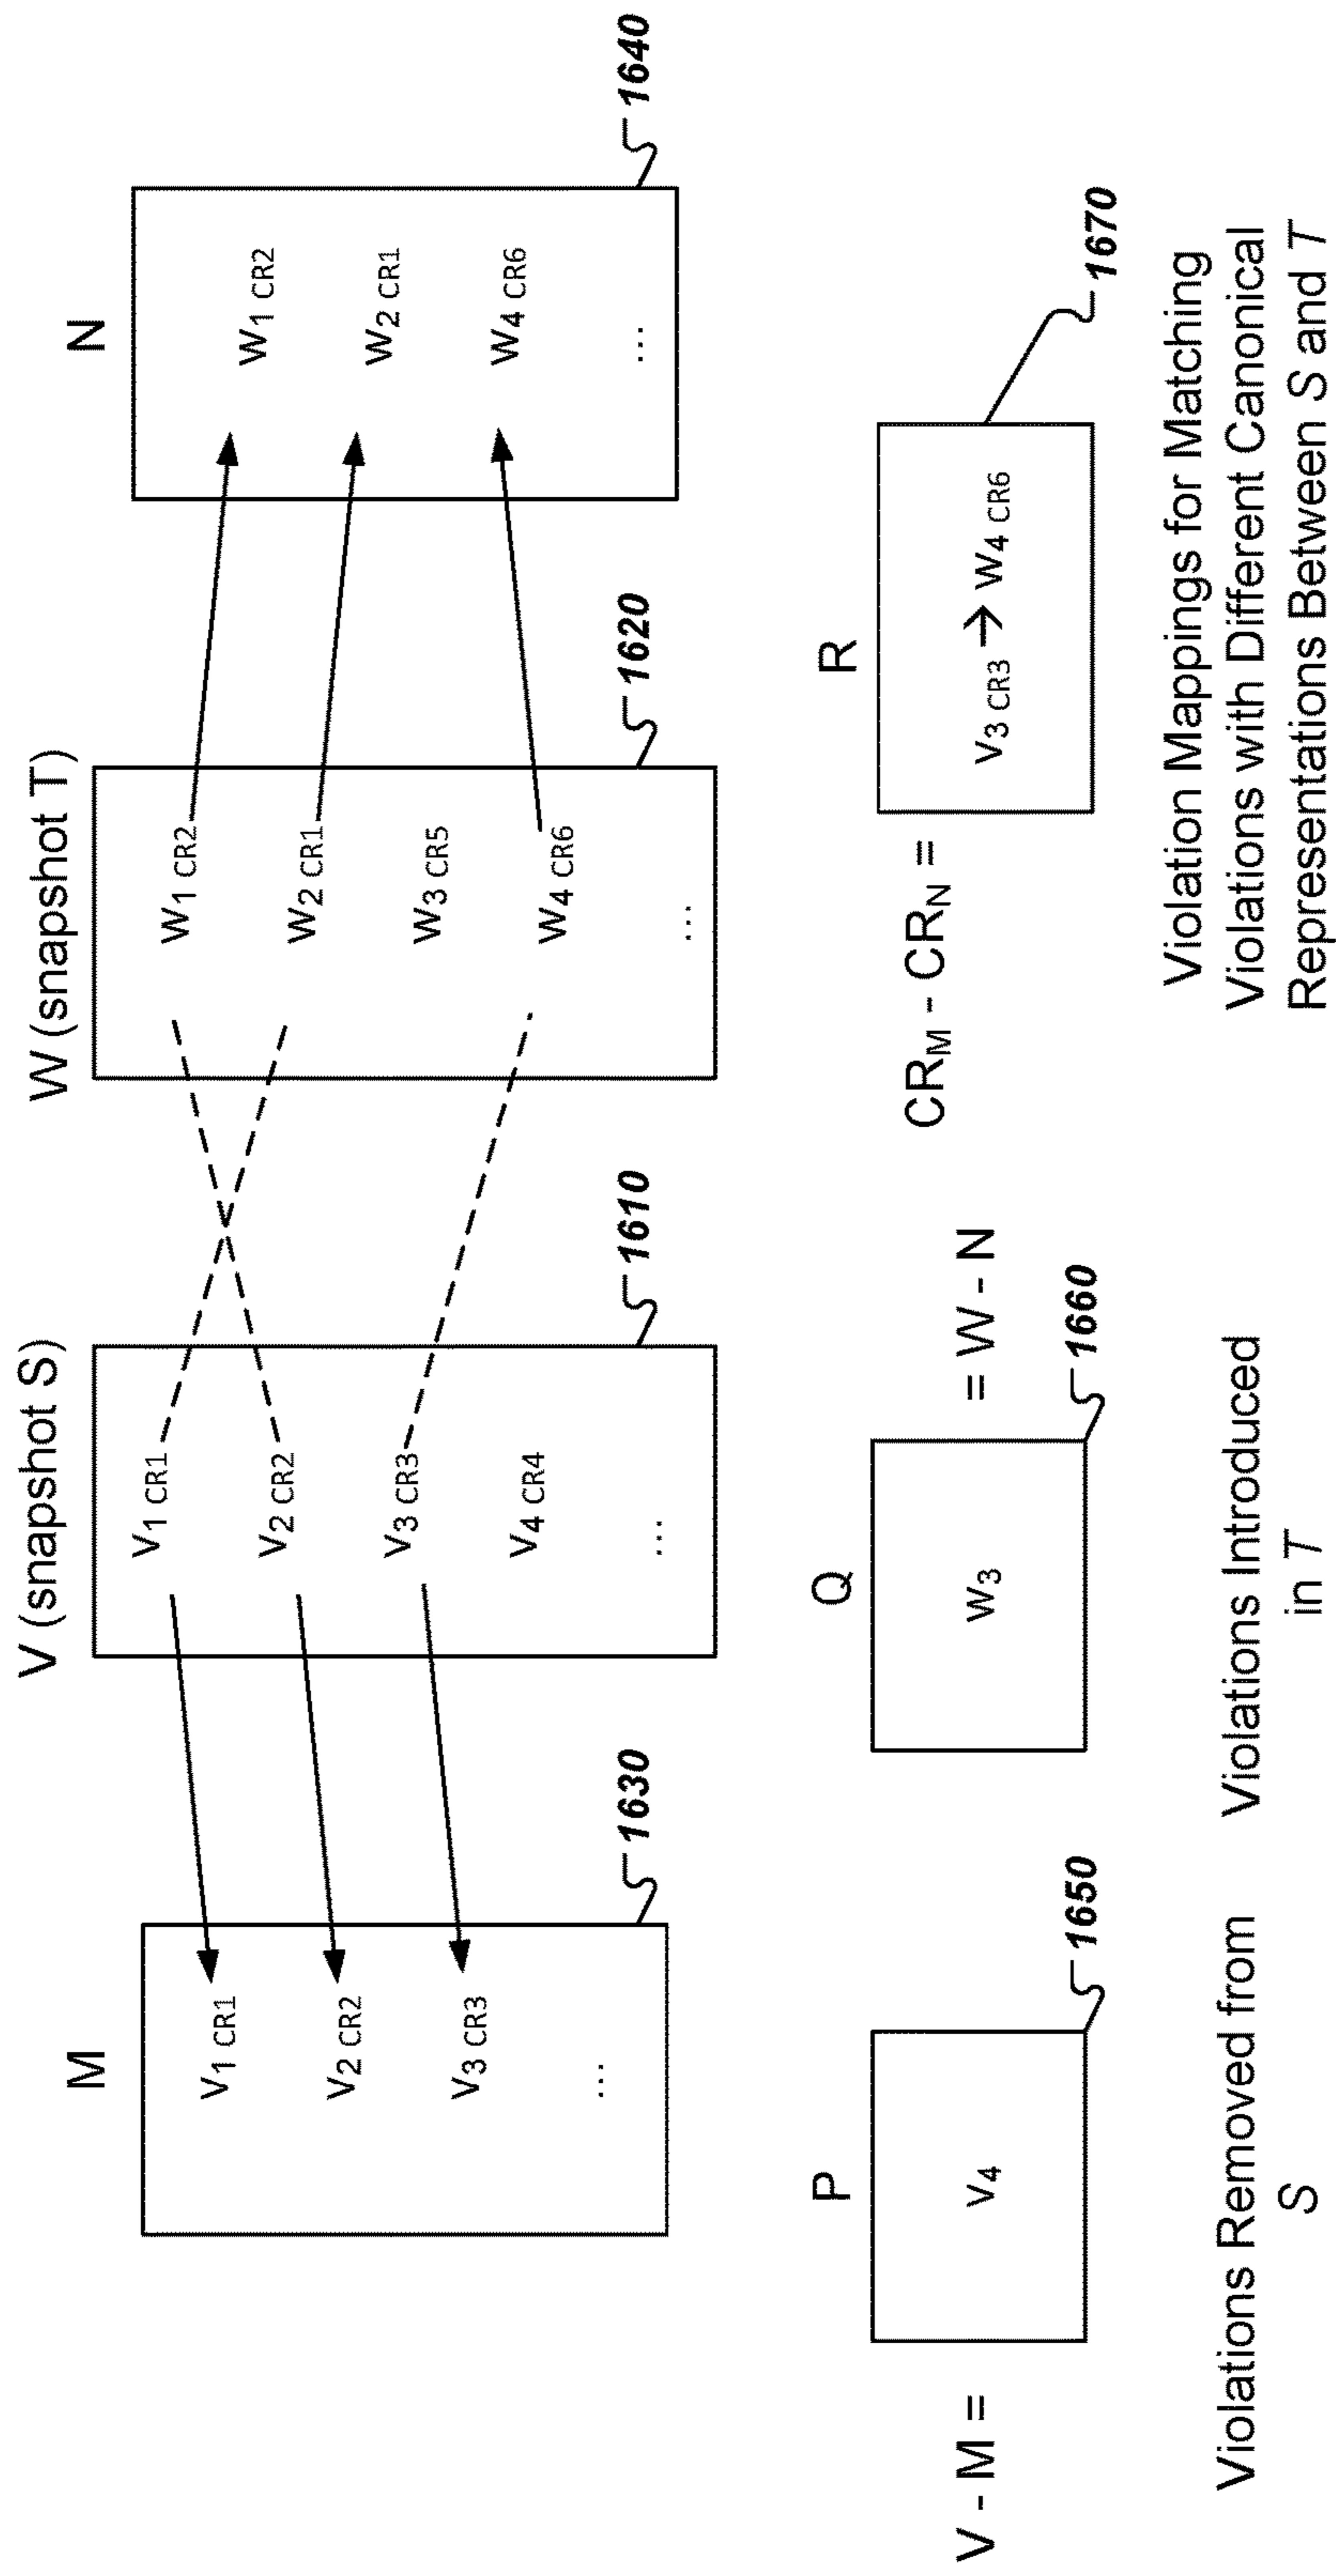 M
V₁ CR1
V₂ CR2
V₃ CR3
...
1630
V (snapshot S)
V₁ CR1
V₂ CR2
V₃ CR3
V₄ CR4
...
1610
W (snapshot T)
W₁ CR2
W₂ CR1
W₃ CR5
W₄ CR6
...
1620
N
W₁ CR2
W₂ CR1
W₄ CR6
...
1640
P
V - M =
V₄
1650
Violations Removed from
S
Q
W₃
= W - N
1660
Violations Introduced
in T
R
CR_M - CR_N =
V₃ CR3 → W₄ CR6
1670
Violation Mappings for Matching
Violations with Different Canonical
Representations Between S and T